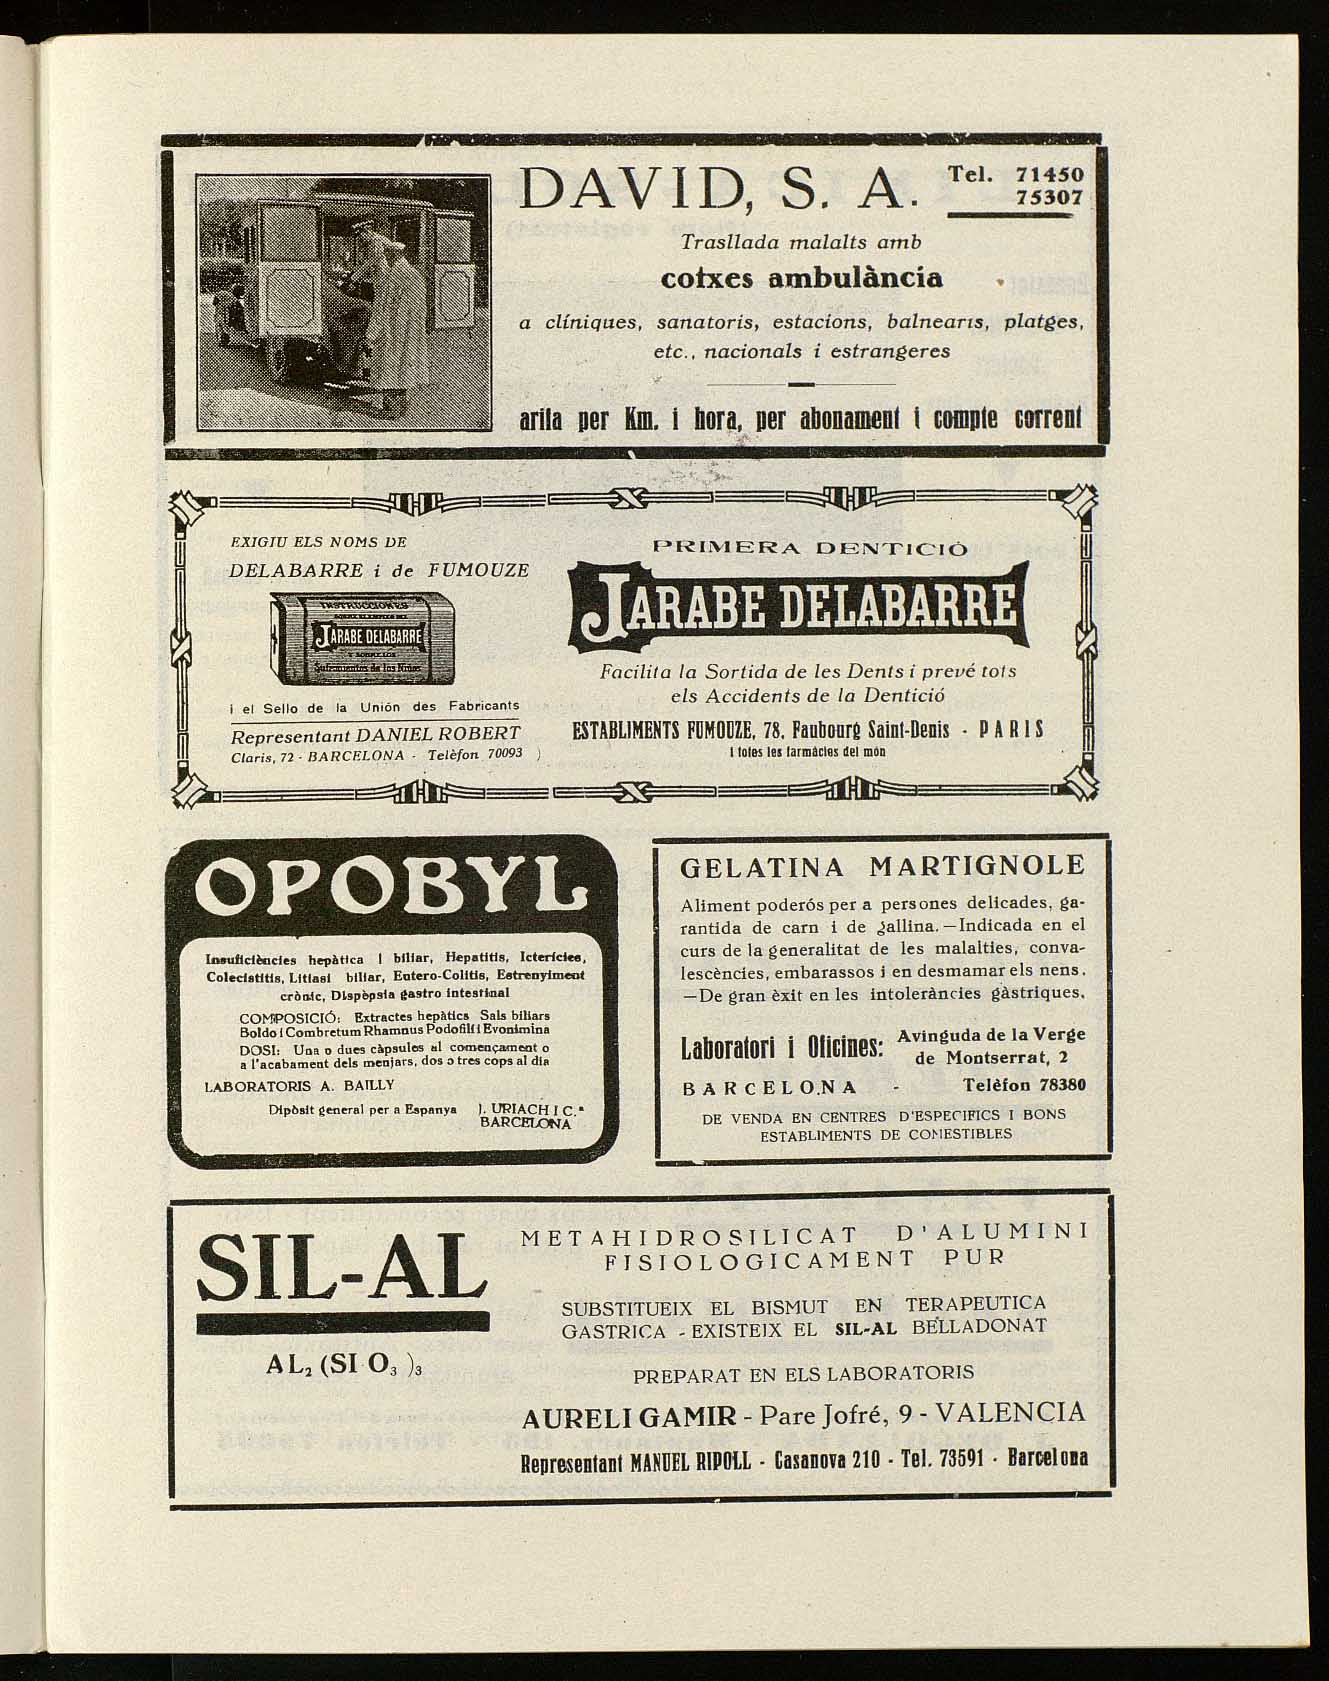 DAVID, S. A.
Tel. 71450
75307
Trasllada malalts amb
cotxes ambulància
a clíniques, sanatoris, estacions, balnearis, platges,
etc., nacionals i estrangeres
arifa per Km. i hora, per abonament i compte corrent
EXIGIU ELS NOMS DE
DELABARRE i de FUMOUZE
INSTRUCCIONES
JARABE DELABARRE
Y SOBRE LOS
Sufrimientos de los Niños
i el Sello de la Unión des Fabricants
Representant DANIEL ROBERT
Claris, 72 - BARCELONA - Telèfon 70093 )
PRIMERA DENTICIÓ
JARABE DELABARRE
Facilita la Sortida de les Dents i prevé tots
els Accidents de la Dentició
ESTABLIMENTS FUMOUZE, 78, Faubourg Saint-Denis - PARIS
I totes les farmàcies del món
OPOBYL
Insuficiències hepàtica i biliar, Hepatitis, Icterícies,
Colecistitis, Litiasi biliar, Entero-Colitis, Estrenyiment
crònic, Dispèpsia gastro intestinal
COMPOSICIÓ: Extractes hepàtics Sals biliars
Boldo i Combretum Rhamnus Podofilí i Evonimina
DOSI: Una o dues càpsules al començament o
a l'acabament dels menjars, dos o tres cops al dia
LABORATORIS A. BAILLY
Dipòsit general per a Espanya J. URIACH I C.ª
BARCELONA
GELATINA MARTIGNOLE
Aliment poderós per a persones delicades, ga-
rantida de carn i de gallina.—Indicada en el
curs de la generalitat de les malalties, conva-
lescències, embarassos i en desmamar els nens.
—De gran èxit en les intoleràncies gàstriques.
Laboratori i Oficines: Avinguda de la Verge
de Montserrat, 2
BARCELONA - Telèfon 78380
DE VENDA EN CENTRES D'ESPECIFICS I BONS
ESTABLIMENTS DE COMESTIBLES
SIL-AL
AL₂ (SI O₃)₃
METAHIDROSILICAT D'ALUMINI
FISIOLOGICAMENT PUR
SUBSTITUEIX EL BISMUT EN TERAPEUTICA
GASTRICA - EXISTEIX EL SIL-AL BELLADONAT
PREPARAT EN ELS LABORATORIS
AURELI GAMIR - Pare Jofré, 9 - VALENCIA
Representant MANUEL RIPOLL - Casanova 210 - Tel. 73591 - Barcelona